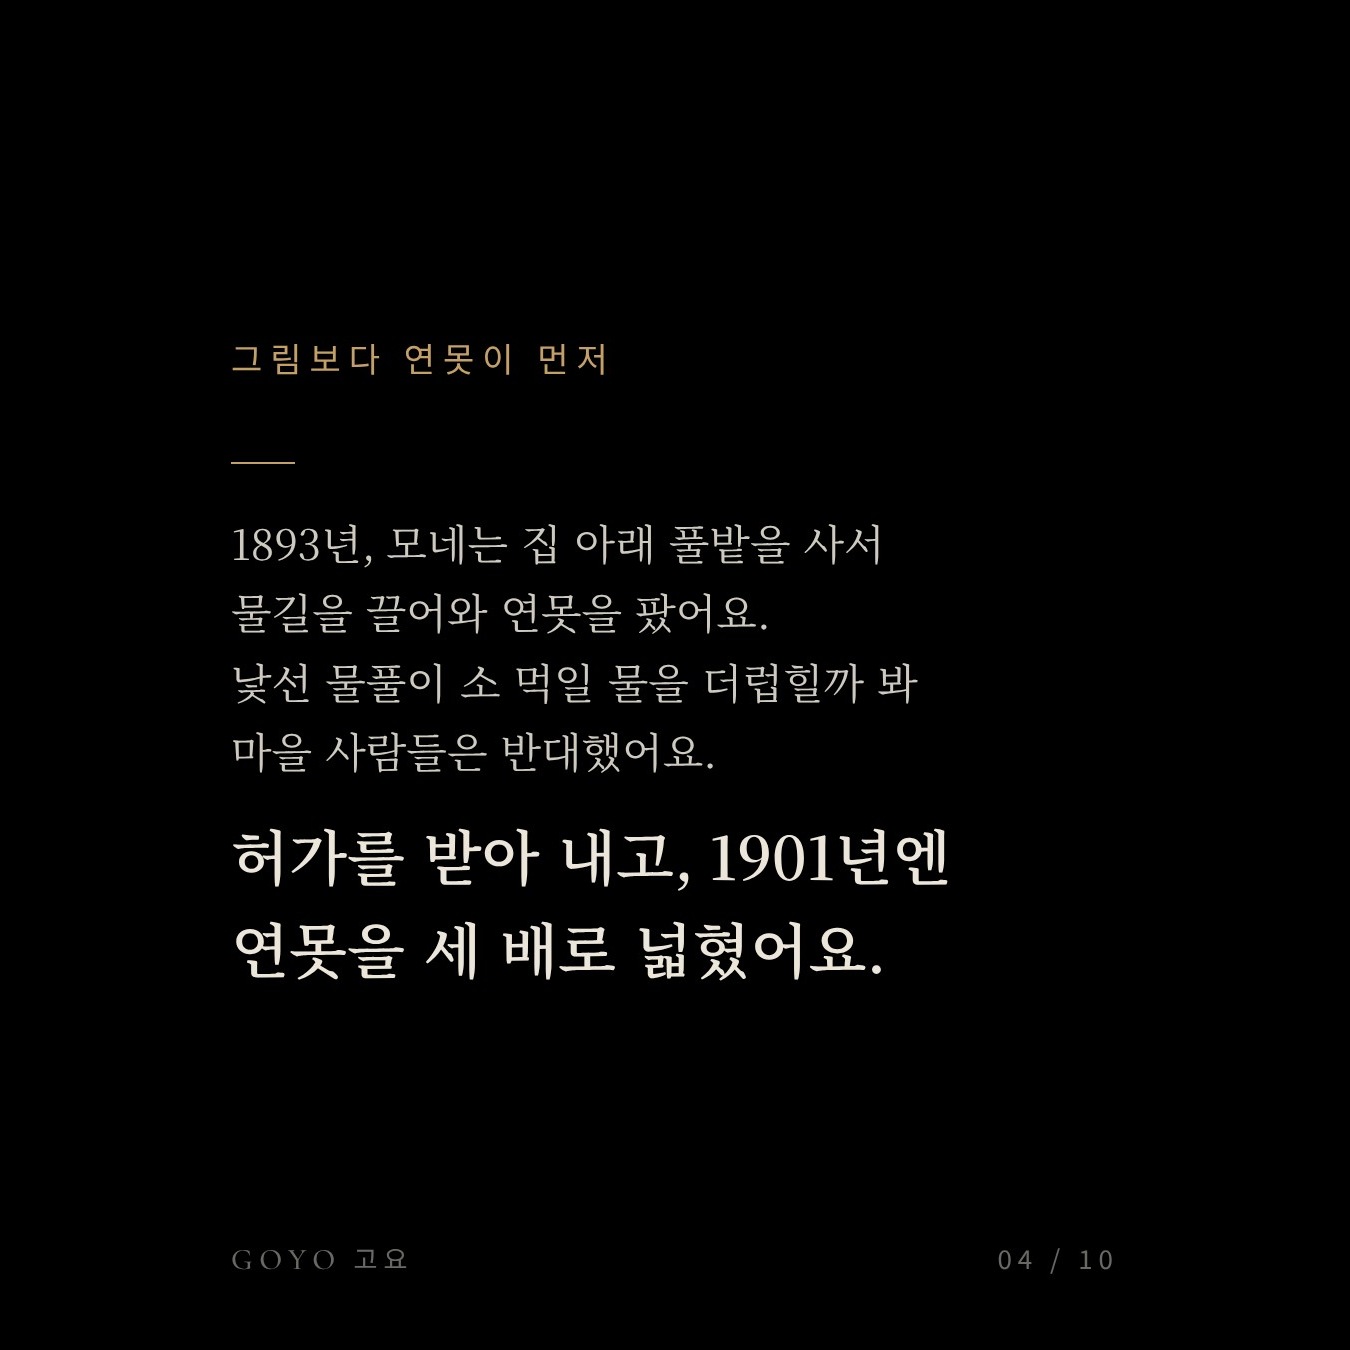 그림보다 연못이 먼저
1893년, 모네는 집 아래 풀밭을 사서
물길을 끌어와 연못을 팠어요.
낯선 물풀이 소 먹일 물을 더럽힐까 봐
마을 사람들은 반대했어요.
허가를 받아 내고, 1901년엔
연못을 세 배로 넓혔어요.
GOYO 고요
04 / 10